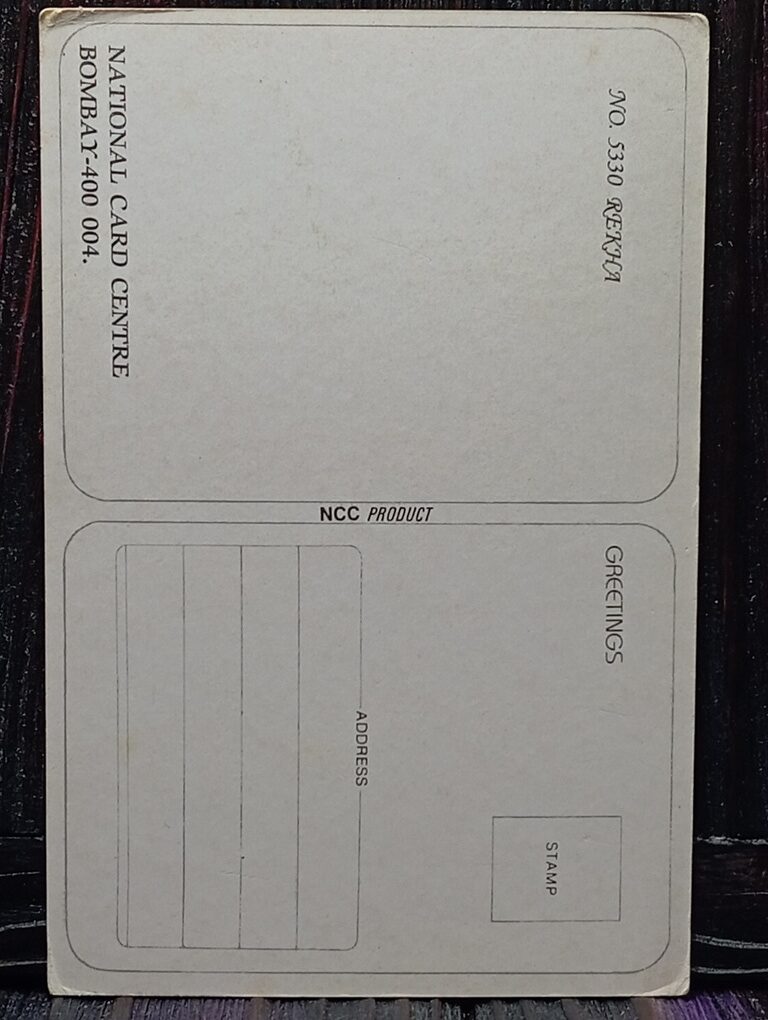 NO. 5330 REKHA
NATIONAL CARD CENTRE
BOMBAY-400 004.
NCC PRODUCT
GREETINGS
STAMP
ADDRESS